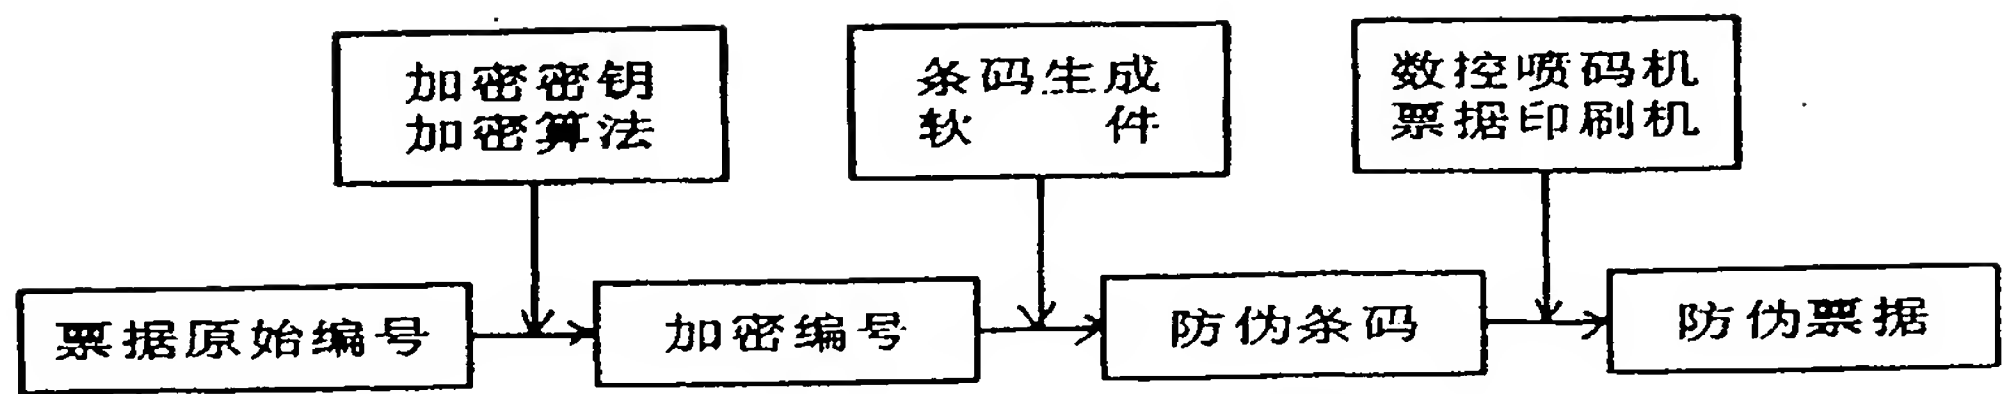 加密密钥
加密算法
条码生成
软 件
数控喷码机
票据印刷机
票据原始编号
加密编号
防伪条码
防伪票据